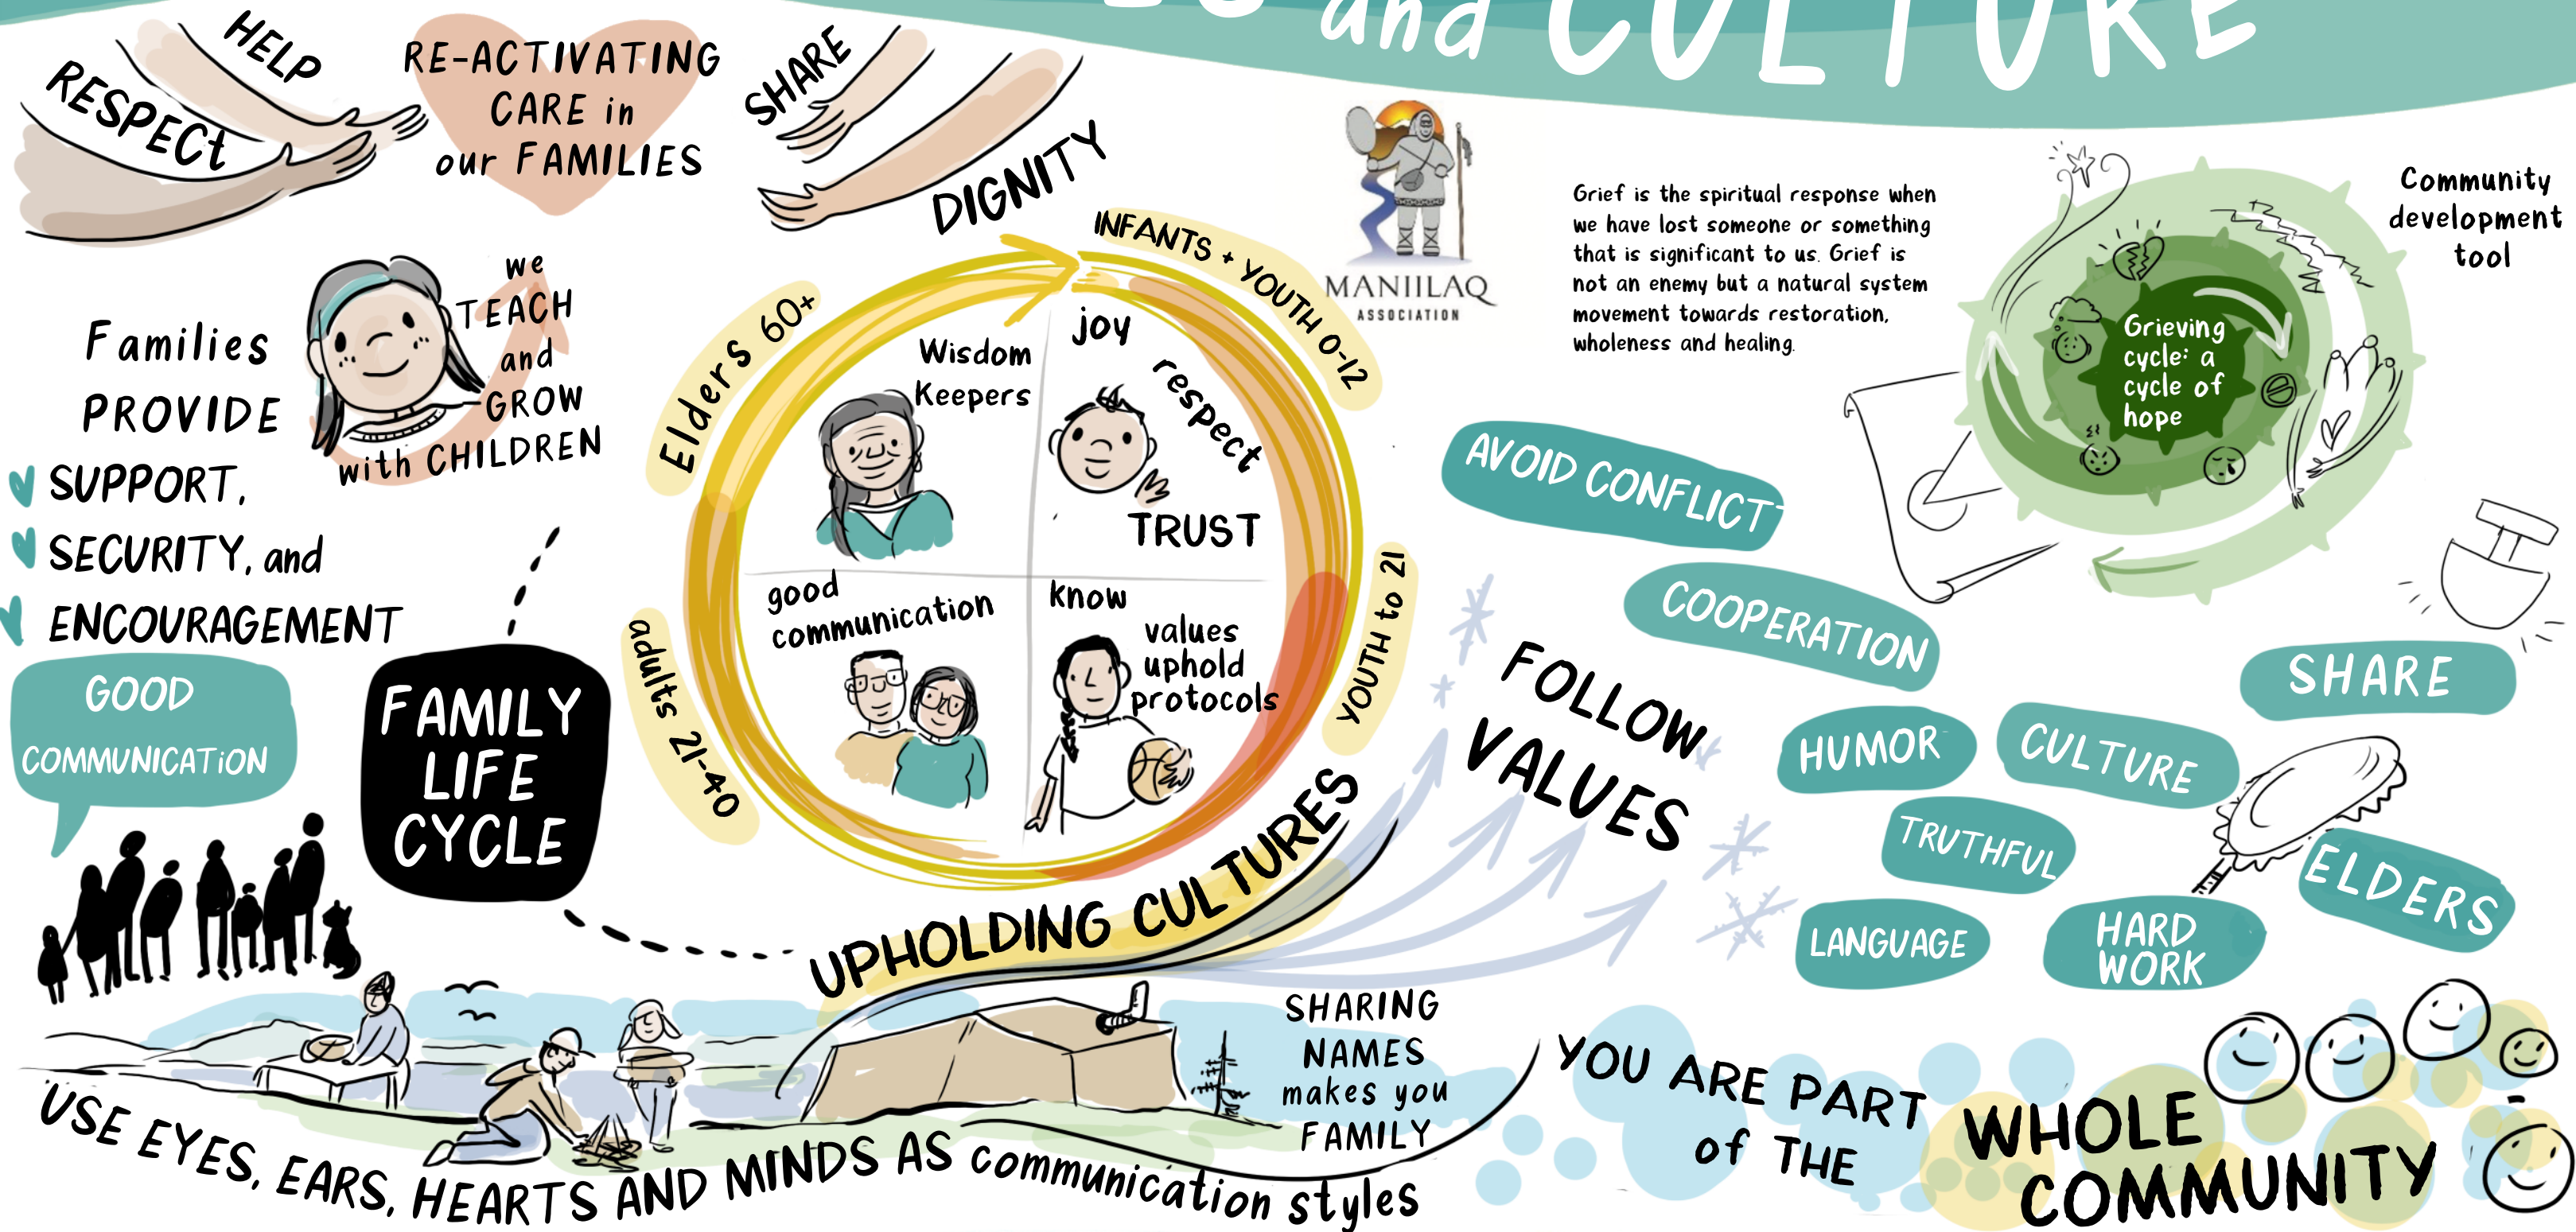 and CULTURE
HELP
RESPECt
RE-ACTIVATING
CARE in
our FAMILIES
SHARE
DIGNITY
we
TEACH
and
GROW
with CHILDREN
Families
PROVIDE
SUPPORT,
SECURITY, and
ENCOURAGEMENT
GOOD
COMMUNICATiON
FAMILY
LIFE
CYCLE
Elders 60+
INFANTS + YOUTH 0-12
YOUTH to 21
adults 21-40
Wisdom
Keepers
joy
respect
TRUST
good
communication
know
values
uphold
protocols
UPHOLDING CULTURES
MANIILAQ
ASSOCIATION
Grief is the spiritual response when
we have lost someone or something
that is significant to us. Grief is
not an enemy but a natural system
movement towards restoration,
wholeness and healing.
Grieving
cycle: a
cycle of
hope
Community
development
tool
FOLLOW
VALUES
AVOID CONFLICT
COOPERATION
SHARE
HUMOR
CULTURE
TRUTHFUL
ELDERS
LANGUAGE
HARD
WORK
SHARING
NAMES
makes you
FAMILY
USE EYES, EARS, HEARTS AND MINDS AS communication styles
YOU ARE PART
of THE
WHOLE
COMMUNITY